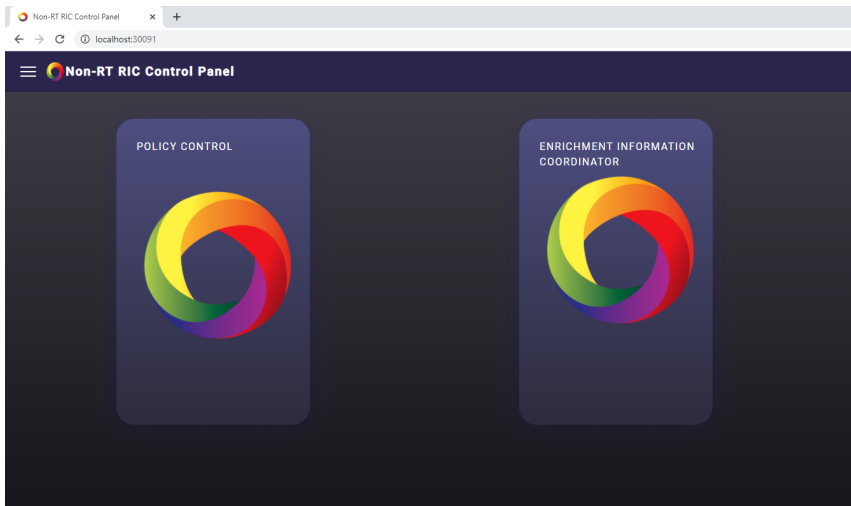 Non-RT RIC Control Panel
localhost:30091
Non-RT RIC Control Panel
POLICY CONTROL
ENRICHMENT INFORMATION
COORDINATOR